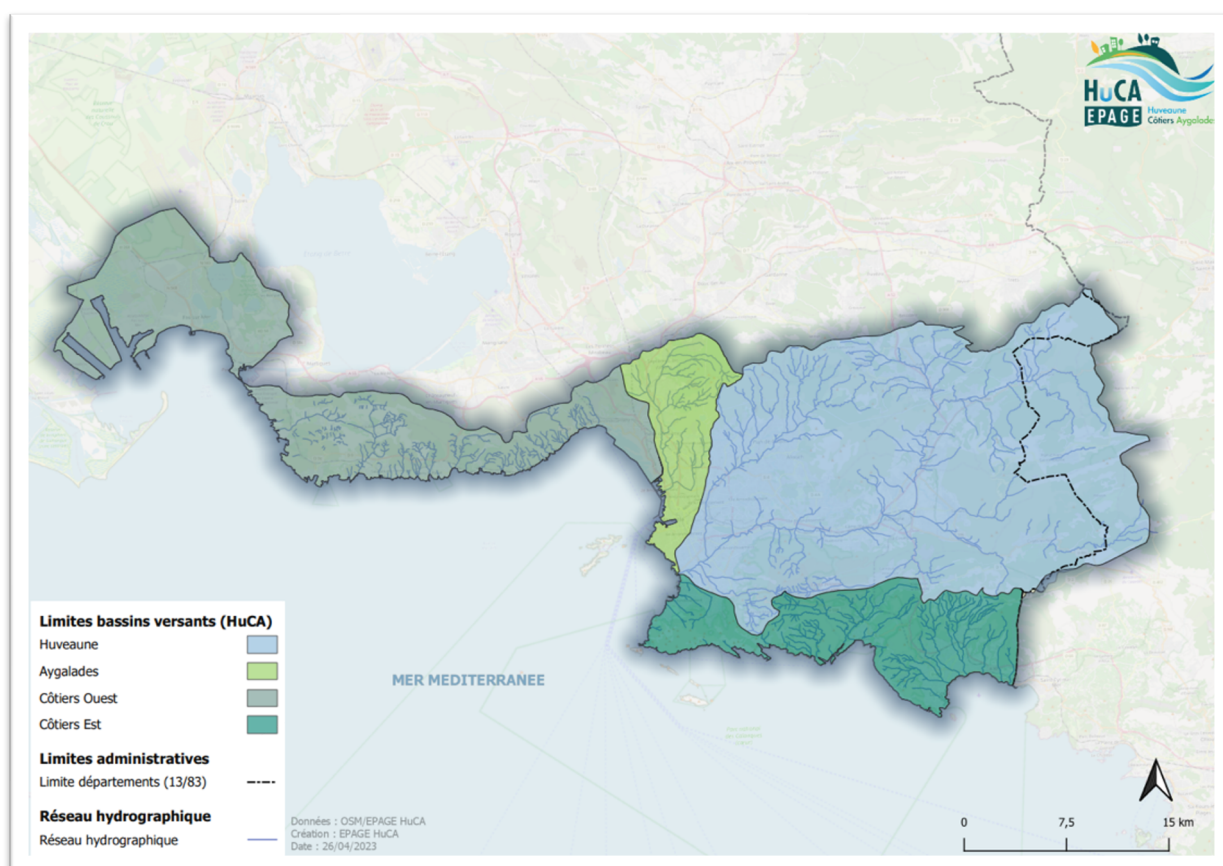 HUCA
EPAGE
Huveaune
Côtiers Aygalades
MER MEDITERRANEE
Limites bassins versants (HuCA)
Huveaune
Aygalades
Côtiers Ouest
Côtiers Est
Limites administratives
Limite départements (13/83)
Réseau hydrographique
Réseau hydrographique
Données : OSM/EPAGE HuCA
Création : EPAGE HuCA
Date : 26/04/2023
0 7,5 15 km